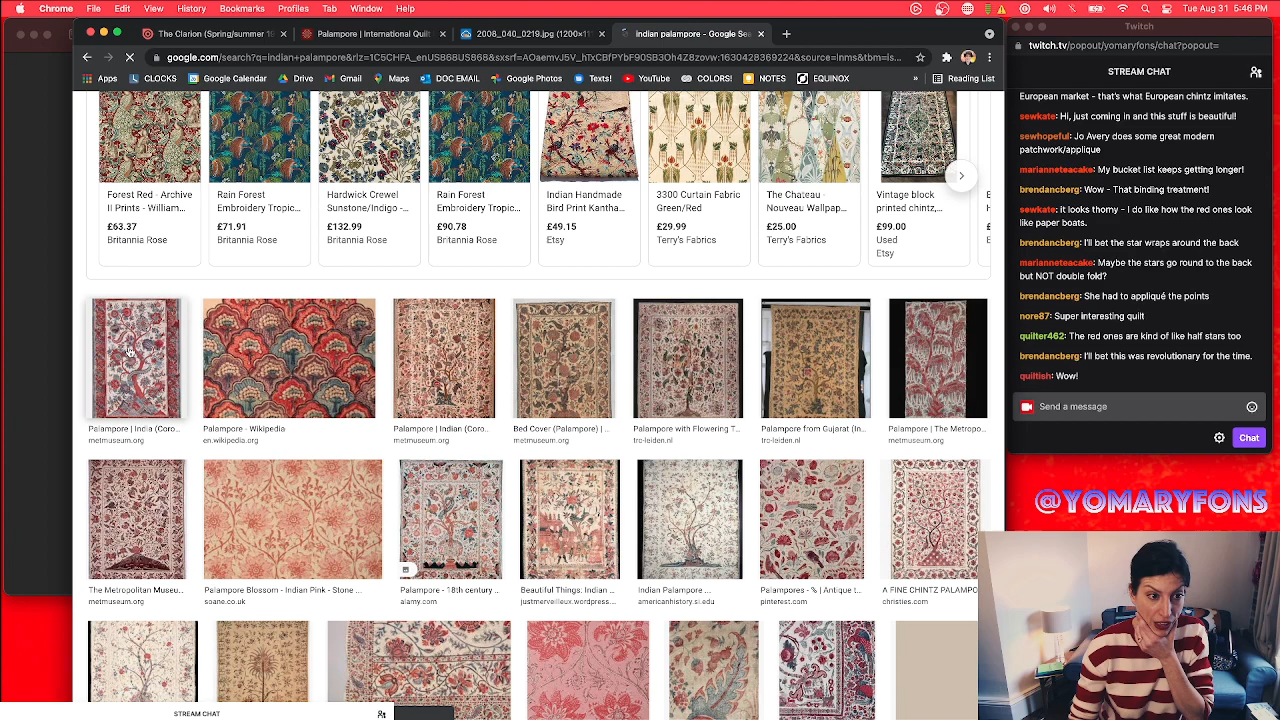 Chrome File Edit View History Bookmarks Profiles Tab Window Help
Tue Aug 31 5:46 PM
The Clarion (Spring/summer 19
Palampore | International Quilt
2008_040_0219.jpg (1200×11
indian palampore - Google Sea
Apps CLOCKS Google Calendar Drive Gmail Maps DOC EMAIL Google Photos Texts! YouTube COLORS! NOTES EQUINOX » Reading List
Forest Red - Archive
II Prints - William...
£63.37
Britannia Rose
Rain Forest
Embroidery Tropic...
£71.91
Britannia Rose
Hardwick Crewel
Sunstone/Indigo -...
£132.99
Britannia Rose
Rain Forest
Embroidery Tropic...
£90.78
Britannia Rose
Indian Handmade
Bird Print Kantha...
£49.15
Etsy
3300 Curtain Fabric
Green/Red
£29.99
Terry's Fabrics
The Chateau -
Nouveau Wallpap...
£25.00
Terry's Fabrics
Vintage block
printed chintz,...
£99.00
Used
Etsy
Palampore | India (Coro...
metmuseum.org
Palampore - Wikipedia
en.wikipedia.org
Palampore | Indian (Coro...
metmuseum.org
Bed Cover (Palampore) | ...
metmuseum.org
Palampore with Flowering T...
trc-leiden.nl
Palampore from Gujarat (In...
trc-leiden.nl
Palampore | The Metropo...
metmuseum.org
The Metropolitan Museu...
metmuseum.org
Palampore Blossom - Indian Pink - Stone ...
soane.co.uk
Palampore - 18th century ...
alamy.com
Beautiful Things: Indian ...
justmerveilleux.wordpress...
Indian Palampore ...
americanhistory.si.edu
Palampores - % | Antique t...
pinterest.com
A FINE CHINTZ PALAMPO
christies.com
STREAM CHAT
Twitch
twitch.tv/popout/yomaryfons/chat?popout=
STREAM CHAT
European market - that's what European chintz imitates.
sewkate: Hi, just coming in and this stuff is beautiful!
sewhopeful: Jo Avery does some great modern
patchwork/applique
marianneteacake: My bucket list keeps getting longer!
brendancberg: Wow - That binding treatment!
sewkate: it looks thorny - I do like how the red ones look
like paper boats.
brendancberg: I'll bet the star wraps around the back
marianneteacake: Maybe the stars go round to the back
but NOT double fold?
brendancberg: She had to appliqué the points
nore87: Super interesting quilt
quilter462: The red ones are kind of like half stars too
brendancberg: I'll bet this was revolutionary for the time.
quiltish: Wow!
Send a message
Chat
@YOMARYFONS